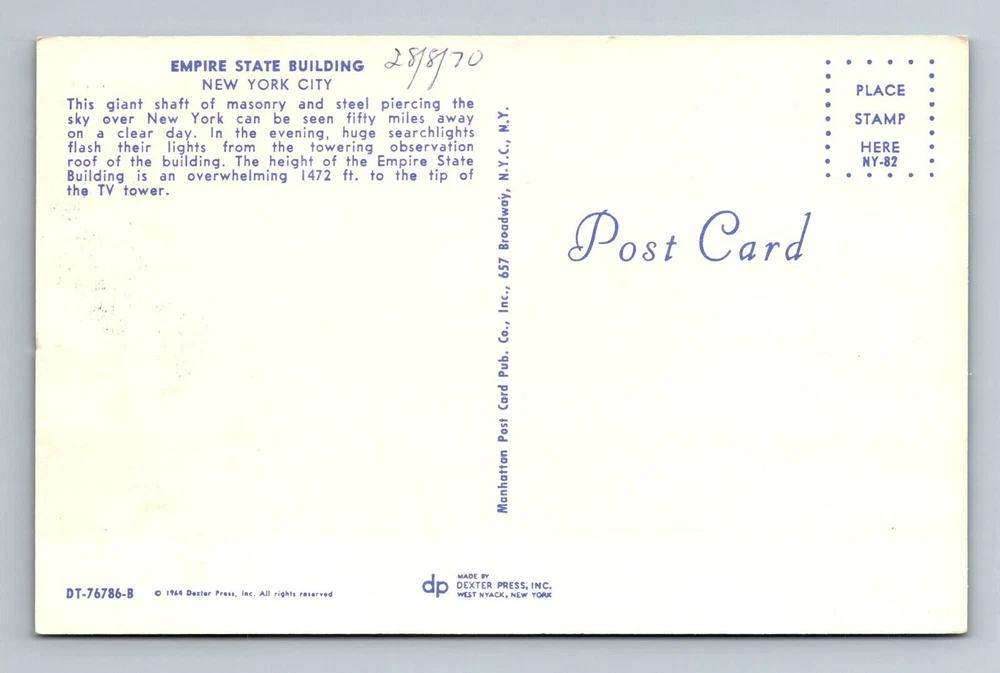 EMPIRE STATE BUILDING
NEW YORK CITY
28/8/70
This giant shaft of masonry and steel piercing the
sky over New York can be seen fifty miles away
on a clear day. In the evening, huge searchlights
flash their lights from the towering observation
roof of the building. The height of the Empire State
Building is an overwhelming 1472 ft. to the tip of
the TV tower.
Manhattan Post Card Pub. Co., Inc., 657 Broadway, N.Y.C., N.Y.
PLACE
STAMP
HERE
NY-82
Post Card
DT-76786-B
© 1964 Dexter Press, Inc. All rights reserved
dp
MADE BY
DEXTER PRESS, INC.
WEST NYACK, NEW YORK